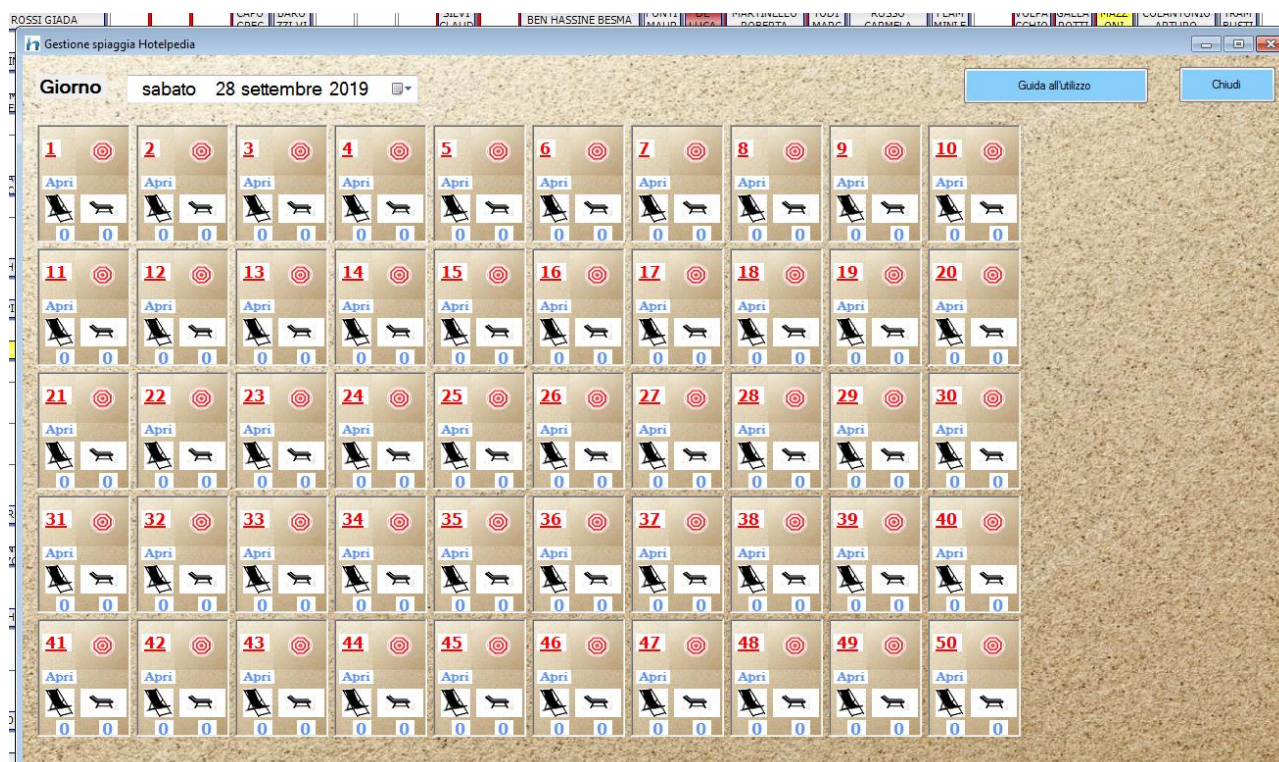 ROSSI GIADA BEN HASSINE BESMA
Gestione spiaggia Hotelpedia
Giorno sabato 28 settembre 2019 Guida all'utilizzo Chiudi
1 2 3 4 5 6 7 8 9 10
Apri Apri Apri Apri Apri Apri Apri Apri Apri Apri
0 0 0 0 0 0 0 0 0 0 0 0 0 0 0 0 0 0 0 0
11 12 13 14 15 16 17 18 19 20
Apri Apri Apri Apri Apri Apri Apri Apri Apri Apri
0 0 0 0 0 0 0 0 0 0 0 0 0 0 0 0 0 0 0 0
21 22 23 24 25 26 27 28 29 30
Apri Apri Apri Apri Apri Apri Apri Apri Apri Apri
0 0 0 0 0 0 0 0 0 0 0 0 0 0 0 0 0 0 0 0
31 32 33 34 35 36 37 38 39 40
Apri Apri Apri Apri Apri Apri Apri Apri Apri Apri
0 0 0 0 0 0 0 0 0 0 0 0 0 0 0 0 0 0 0 0
41 42 43 44 45 46 47 48 49 50
Apri Apri Apri Apri Apri Apri Apri Apri Apri Apri
0 0 0 0 0 0 0 0 0 0 0 0 0 0 0 0 0 0 0 0